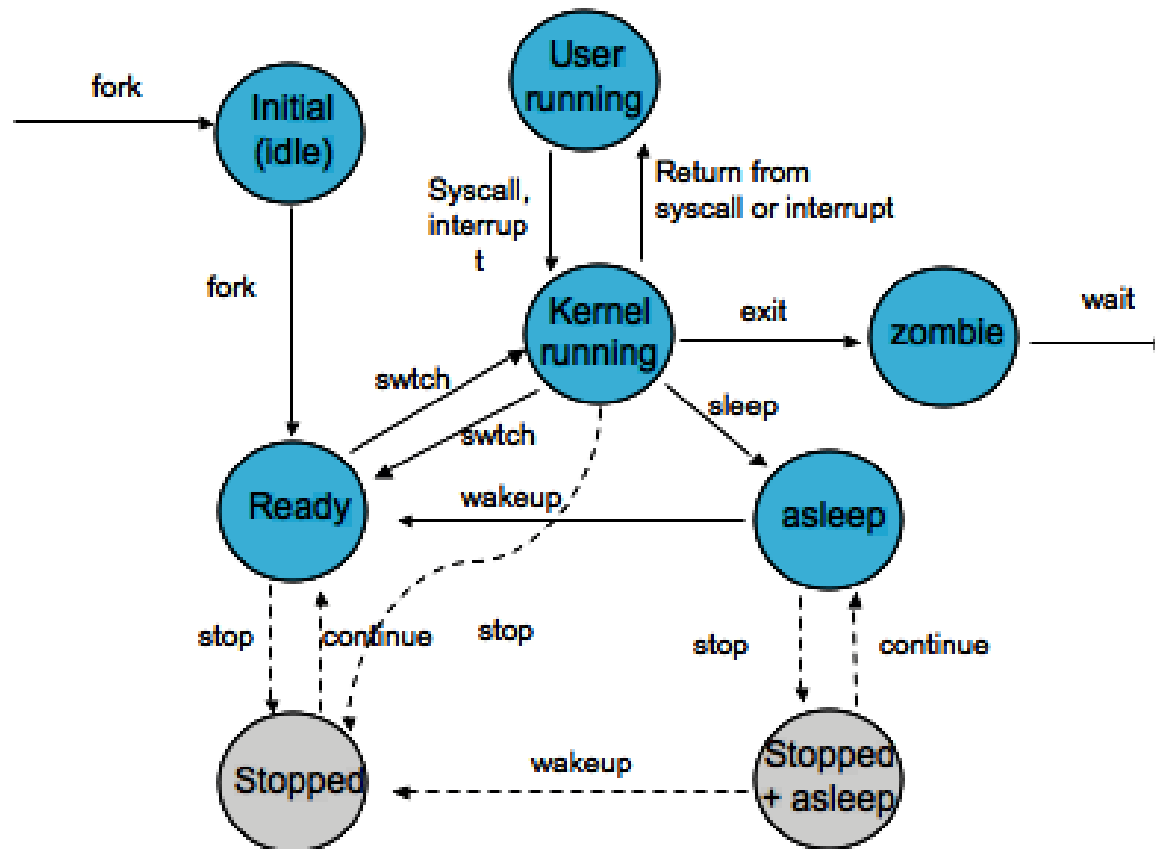 fork
Initial
(idle)
User
running
Syscall,
interrup
t
Return from
syscall or interrupt
fork
Kernel
running
exit
zombie
wait
swtch
swtch
sleep
Ready
wakeup
asleep
stop
continue
stop
stop
continue
Stopped
wakeup
Stopped
+ asleep